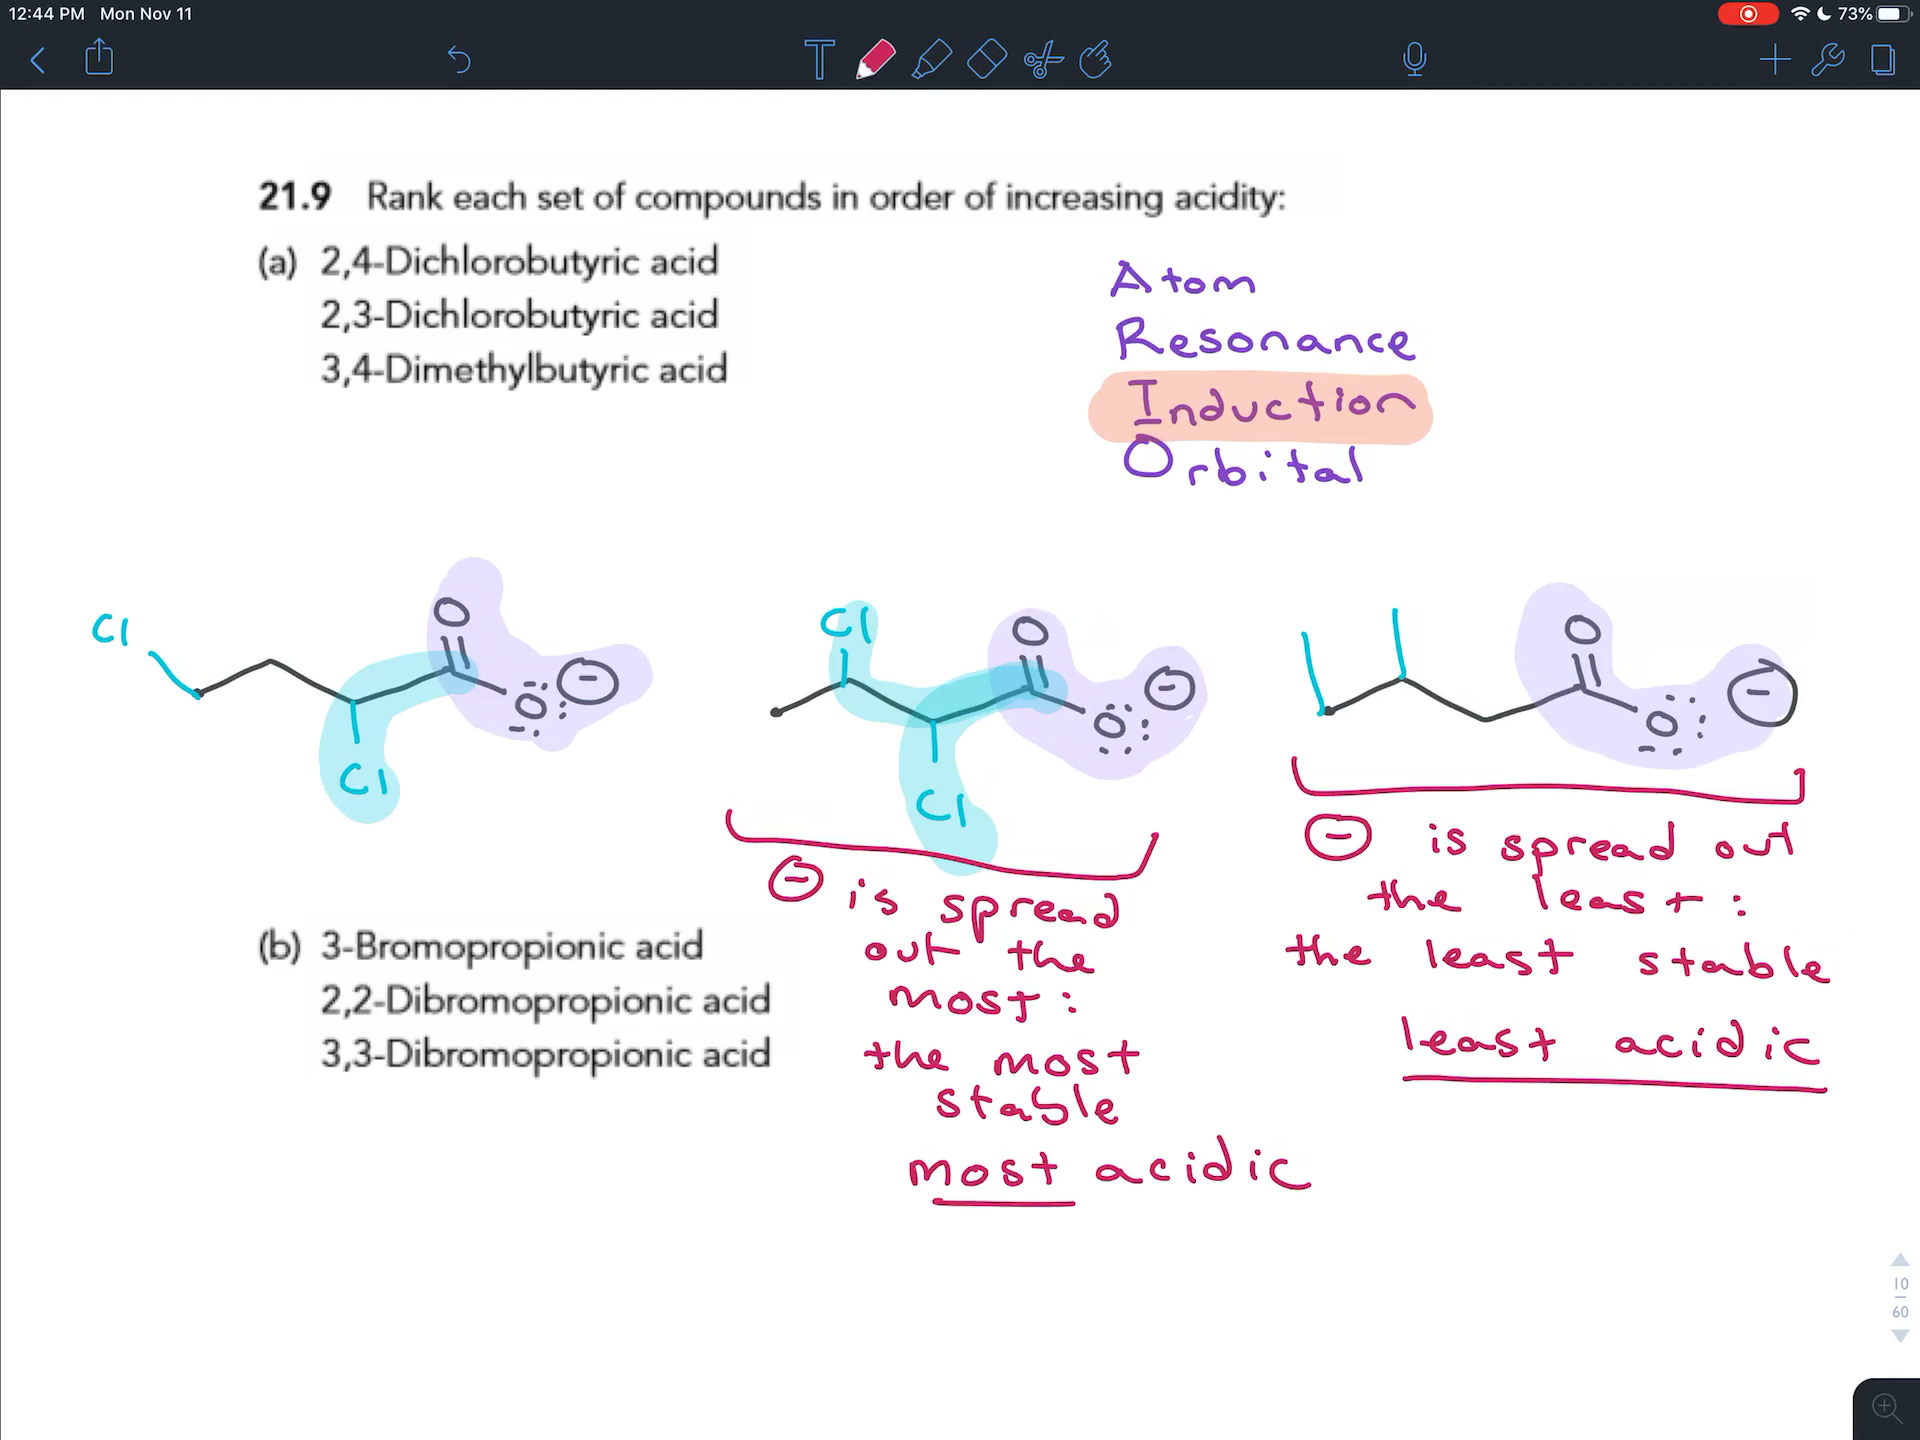 12:44 PM Mon Nov 11
73%
T
21.9 Rank each set of compounds in order of increasing acidity:
(a) 2,4-Dichlorobutyric acid
2,3-Dichlorobutyric acid
3,4-Dimethylbutyric acid
Atom
Resonance
Induction
Orbital
Cl
O
O
Cl
Cl
O
O
Cl
O
O
⊖ is spread
out the
most:
the most
stable
most acidic
⊖ is spread out
the least:
the least stable
least acidic
(b) 3-Bromopropionic acid
2,2-Dibromopropionic acid
3,3-Dibromopropionic acid
10
60